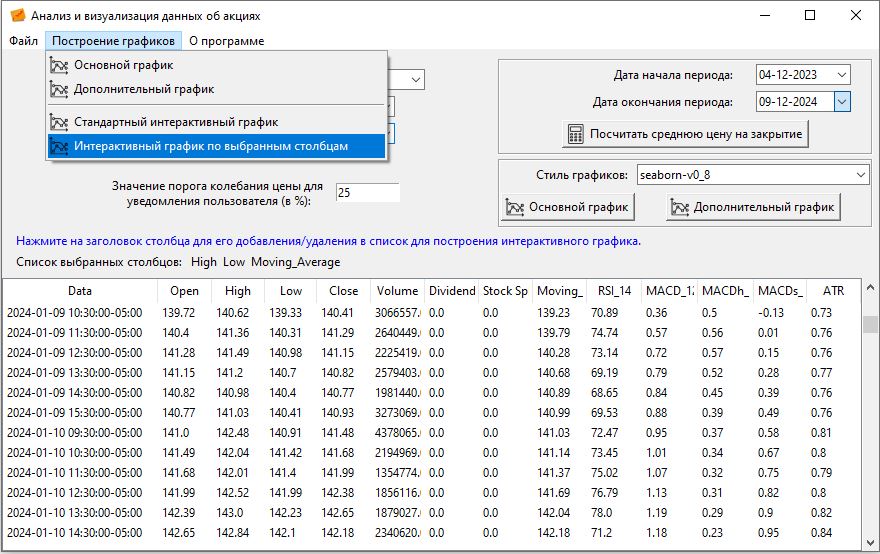 Анализ и визуализация данных об акциях
Файл Построение графиков О программе
Основной график
Дополнительный график
Стандартный интерактивный график
Интерактивный график по выбранным столбцам
Дата начала периода: 04-12-2023
Дата окончания периода: 09-12-2024
Посчитать среднюю цену на закрытие
Значение порога колебания цены для
уведомления пользователя (в %): 25
Стиль графиков: seaborn-v0_8
Основной график Дополнительный график
Нажмите на заголовок столбца для его добавления/удаления в список для построения интерактивного графика.
Список выбранных столбцов: High Low Moving_Average
Data Open High Low Close Volume Dividend Stock Sp Moving_ RSI_14 MACD_12 MACDh_ MACDs_ ATR
2024-01-09 10:30:00-05:00 139.72 140.62 139.33 140.41 3066557.0 0.0 0.0 139.23 70.89 0.36 0.5 -0.13 0.73
2024-01-09 11:30:00-05:00 140.4 141.36 140.31 141.29 2640449.0 0.0 0.0 139.79 74.74 0.57 0.56 0.01 0.76
2024-01-09 12:30:00-05:00 141.28 141.49 140.98 141.15 2225419.0 0.0 0.0 140.28 73.14 0.72 0.57 0.15 0.76
2024-01-09 13:30:00-05:00 141.15 141.2 140.7 140.82 2579403.0 0.0 0.0 140.68 69.19 0.79 0.52 0.28 0.77
2024-01-09 14:30:00-05:00 140.82 140.98 140.4 140.77 1981440.0 0.0 0.0 140.89 68.65 0.84 0.45 0.39 0.76
2024-01-09 15:30:00-05:00 140.77 141.03 140.41 140.93 3273069.0 0.0 0.0 140.99 69.53 0.88 0.39 0.49 0.76
2024-01-10 09:30:00-05:00 141.0 142.48 140.91 141.48 4378065.0 0.0 0.0 141.03 72.47 0.95 0.37 0.58 0.81
2024-01-10 10:30:00-05:00 141.49 142.04 141.42 141.68 2194969.0 0.0 0.0 141.14 73.45 1.01 0.34 0.67 0.8
2024-01-10 11:30:00-05:00 141.68 142.01 141.4 141.99 1354774.0 0.0 0.0 141.37 75.02 1.07 0.32 0.75 0.79
2024-01-10 12:30:00-05:00 141.99 142.52 141.99 142.38 1856116.0 0.0 0.0 141.69 76.79 1.13 0.31 0.82 0.8
2024-01-10 13:30:00-05:00 142.39 143.0 142.23 142.65 1879027.0 0.0 0.0 142.04 78.0 1.19 0.29 0.9 0.82
2024-01-10 14:30:00-05:00 142.65 142.84 142.1 142.18 2340620.0 0.0 0.0 142.18 71.2 1.18 0.23 0.95 0.84